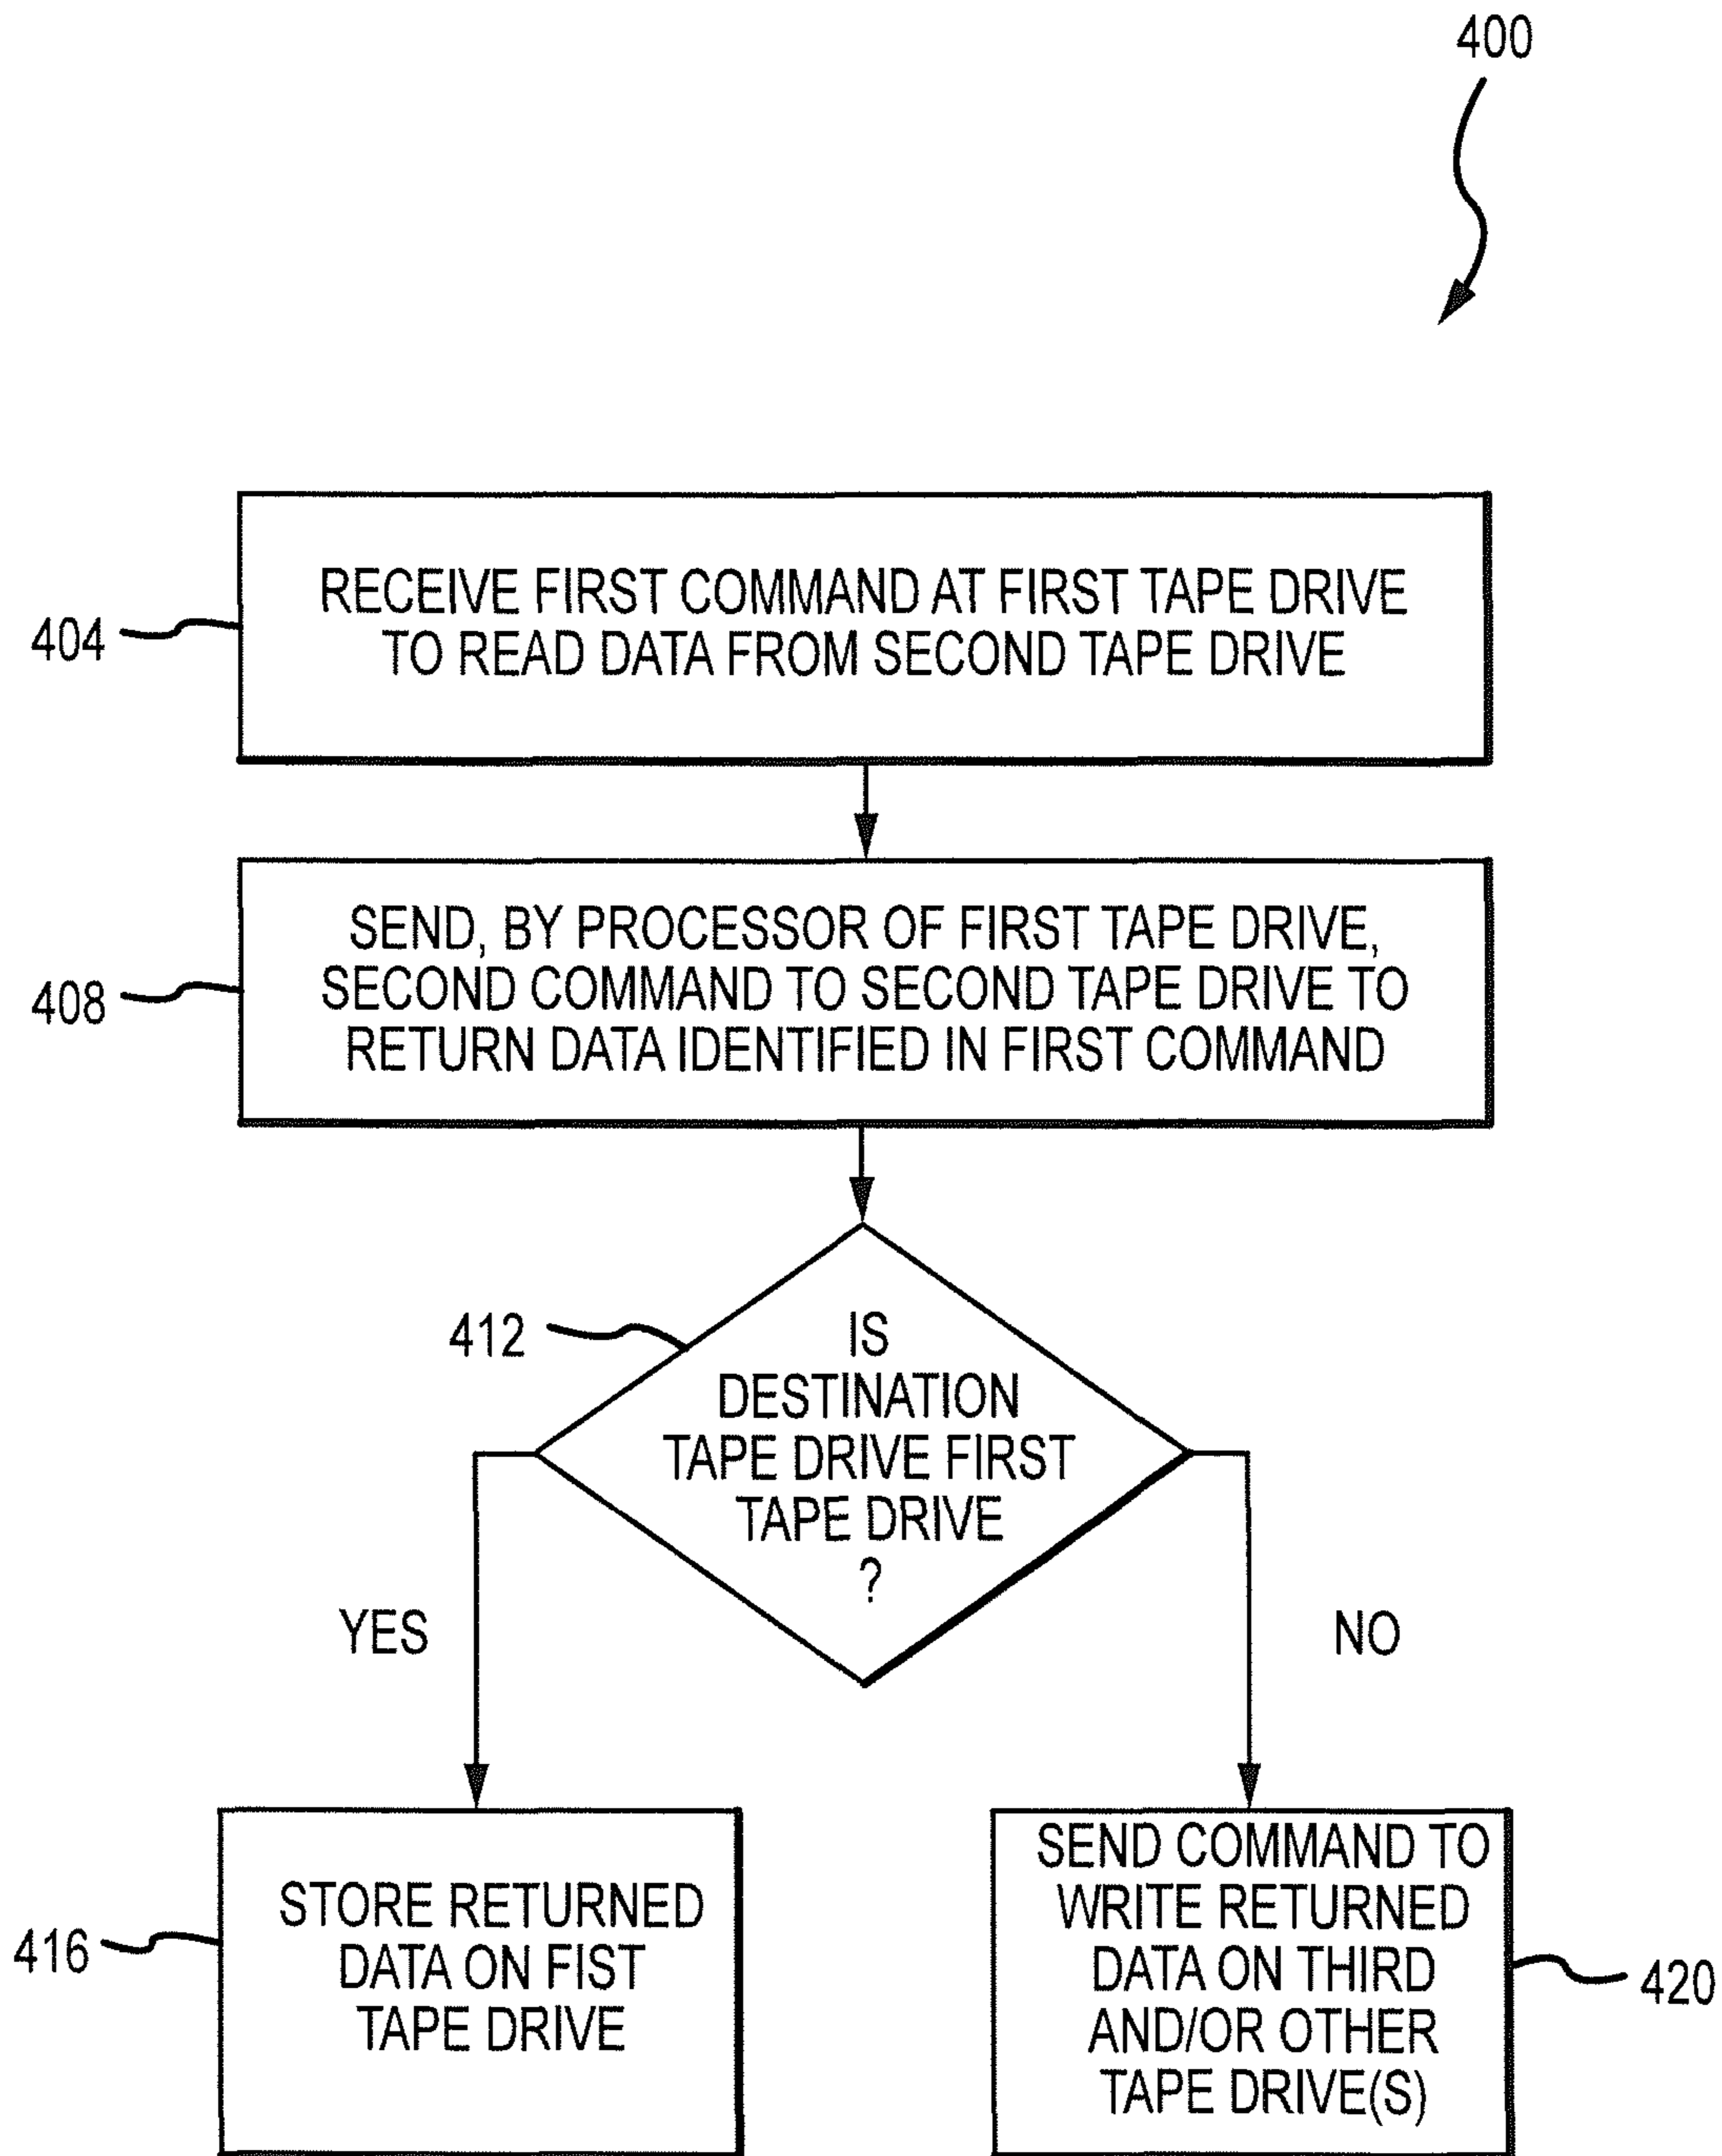 400
404
RECEIVE FIRST COMMAND AT FIRST TAPE DRIVE
TO READ DATA FROM SECOND TAPE DRIVE
408
SEND, BY PROCESSOR OF FIRST TAPE DRIVE,
SECOND COMMAND TO SECOND TAPE DRIVE TO
RETURN DATA IDENTIFIED IN FIRST COMMAND
412
IS
DESTINATION
TAPE DRIVE FIRST
TAPE DRIVE
?
YES
NO
416
STORE RETURNED
DATA ON FIST
TAPE DRIVE
SEND COMMAND TO
WRITE RETURNED
DATA ON THIRD
AND/OR OTHER
TAPE DRIVE(S)
420